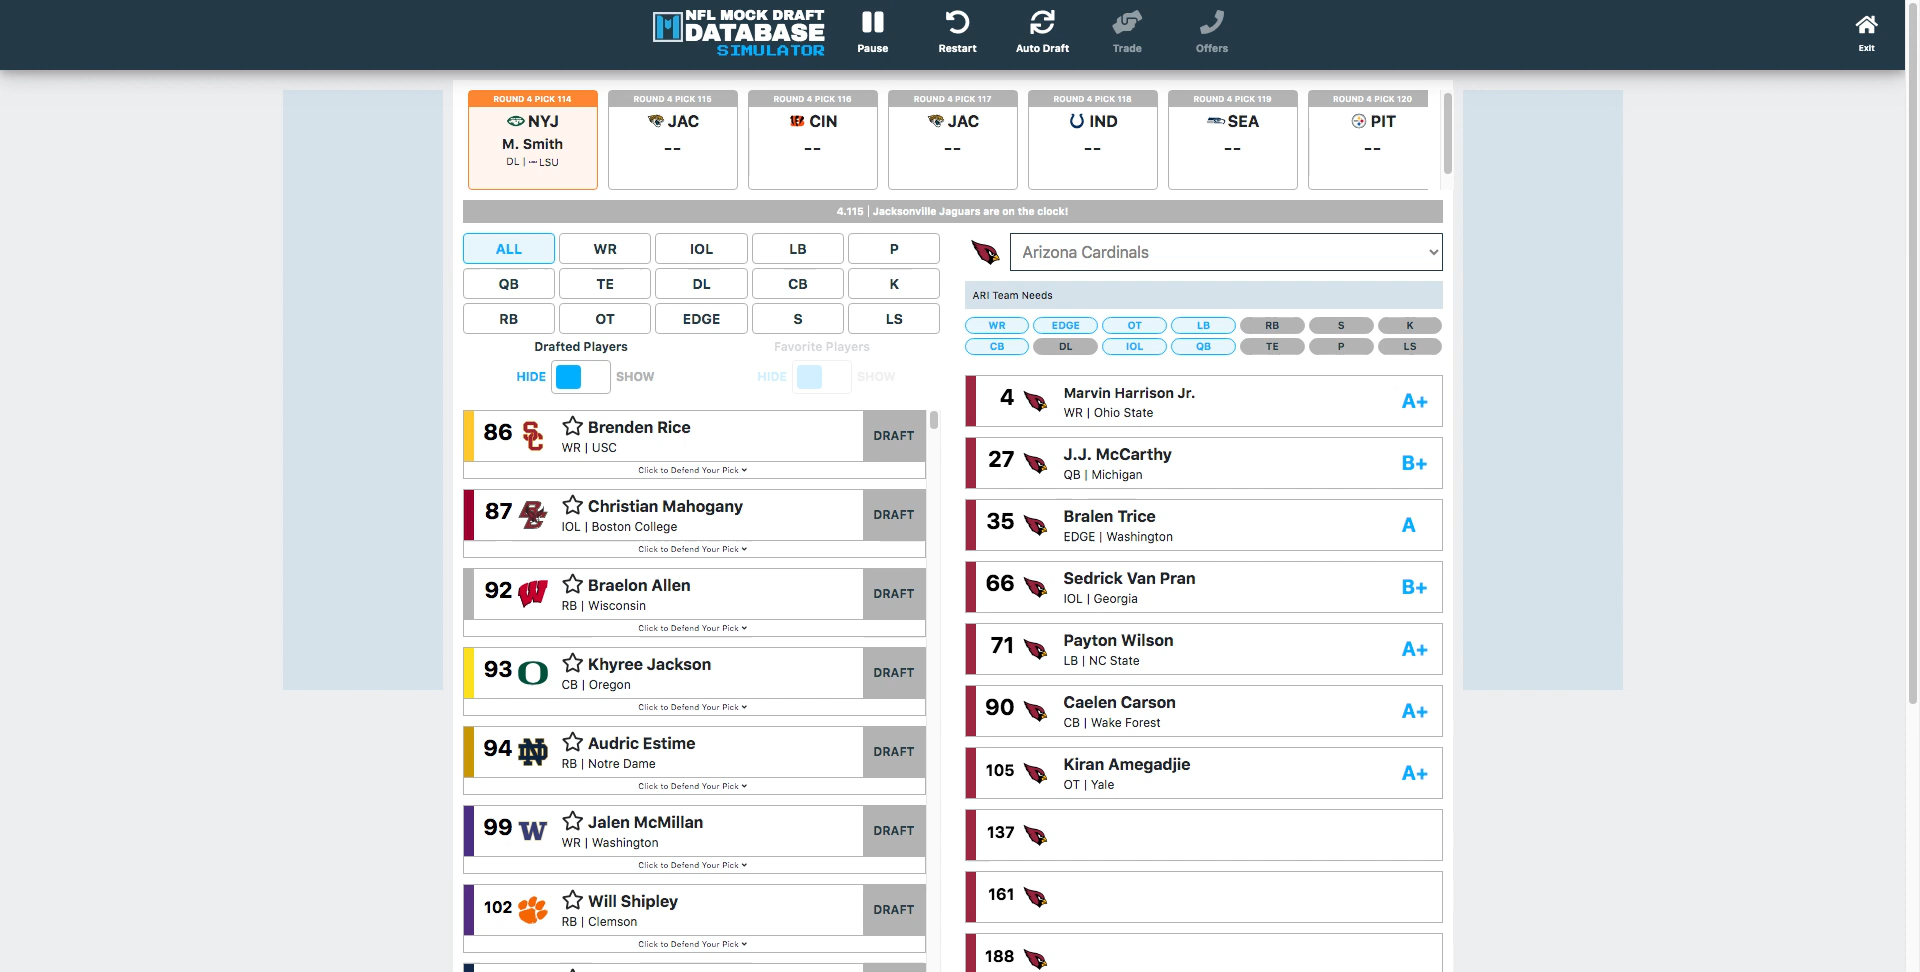 NFL MOCK DRAFT
DATABASE
SIMULATOR
Pause
Restart
Auto Draft
Trade
Offers
Exit
ROUND 4 PICK 114
NYJ
M. Smith
DL | LSU
ROUND 4 PICK 115
JAC
--
ROUND 4 PICK 116
CIN
--
ROUND 4 PICK 117
JAC
--
ROUND 4 PICK 118
IND
--
ROUND 4 PICK 119
SEA
--
ROUND 4 PICK 120
PIT
--
4.115 | Jacksonville Jaguars are on the clock!
ALL WR IOL LB P
QB TE DL CB K
RB OT EDGE S LS
Drafted Players
HIDE SHOW
Favorite Players
HIDE SHOW
86 Brenden Rice
WR | USC
DRAFT
Click to Defend Your Pick
87 Christian Mahogany
IOL | Boston College
DRAFT
Click to Defend Your Pick
92 Braelon Allen
RB | Wisconsin
DRAFT
Click to Defend Your Pick
93 Khyree Jackson
CB | Oregon
DRAFT
Click to Defend Your Pick
94 Audric Estime
RB | Notre Dame
DRAFT
Click to Defend Your Pick
99 Jalen McMillan
WR | Washington
DRAFT
Click to Defend Your Pick
102 Will Shipley
RB | Clemson
DRAFT
Click to Defend Your Pick
Arizona Cardinals
ARI Team Needs
WR EDGE OT LB RB S K
CB DL IOL QB TE P LS
4 Marvin Harrison Jr.
WR | Ohio State
A+
27 J.J. McCarthy
QB | Michigan
B+
35 Bralen Trice
EDGE | Washington
A
66 Sedrick Van Pran
IOL | Georgia
B+
71 Payton Wilson
LB | NC State
A+
90 Caelen Carson
CB | Wake Forest
A+
105 Kiran Amegadjie
OT | Yale
A+
137
161
188